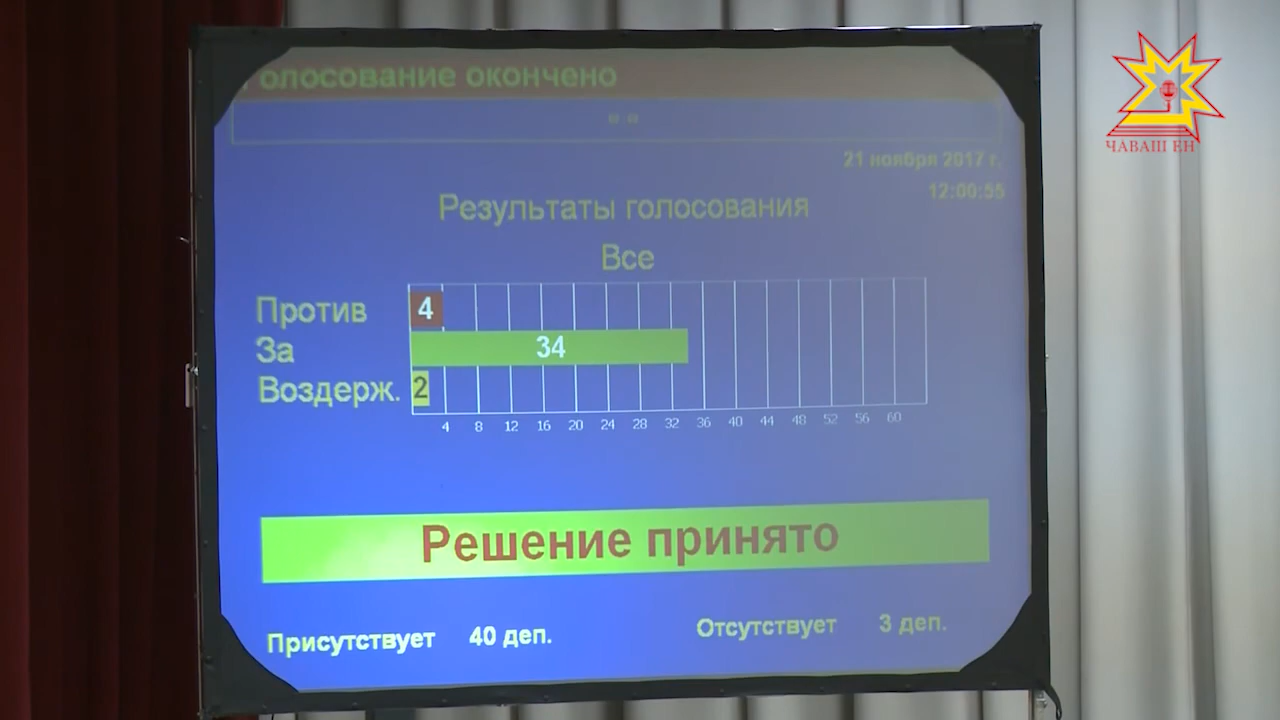 Голосование окончено
" "
21 ноября 2017 г.
12:00:55
Результаты голосования
Все
Против 4
За 34
Воздерж. 2
4 8 12 16 20 24 28 32 36 40 44 48 52 56 60
Решение принято
Присутствует 40 деп. Отсутствует 3 деп.
ЧАВАШ ЕН